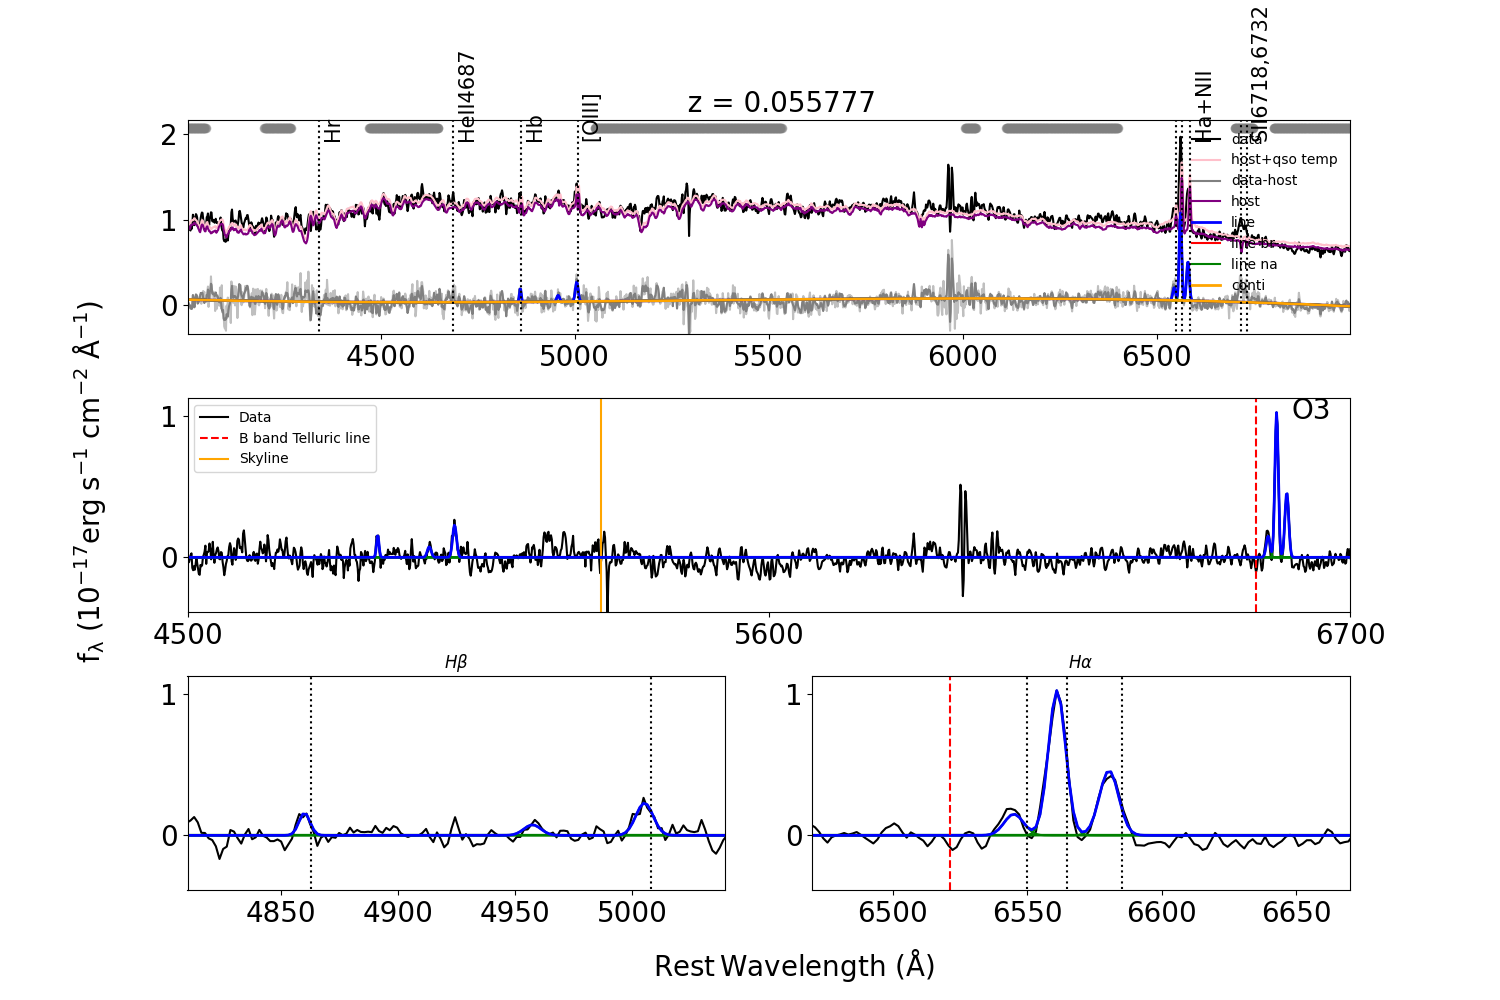 z = 0.055777
Hr
HeII4687
Hb
[OIII]
Ha+NII
SII6718,6732
data
host+qso temp
data-host
host
line
line br
line na
conti
2
1
0
4500
5000
5500
6000
6500
Data
B band Telluric line
Skyline
O3
1
0
4500
5600
6700
fλ (10⁻¹⁷erg s⁻¹ cm⁻² Å⁻¹)
Hβ
1
0
4850
4900
4950
5000
Hα
1
0
6500
6550
6600
6650
Rest Wavelength (Å)